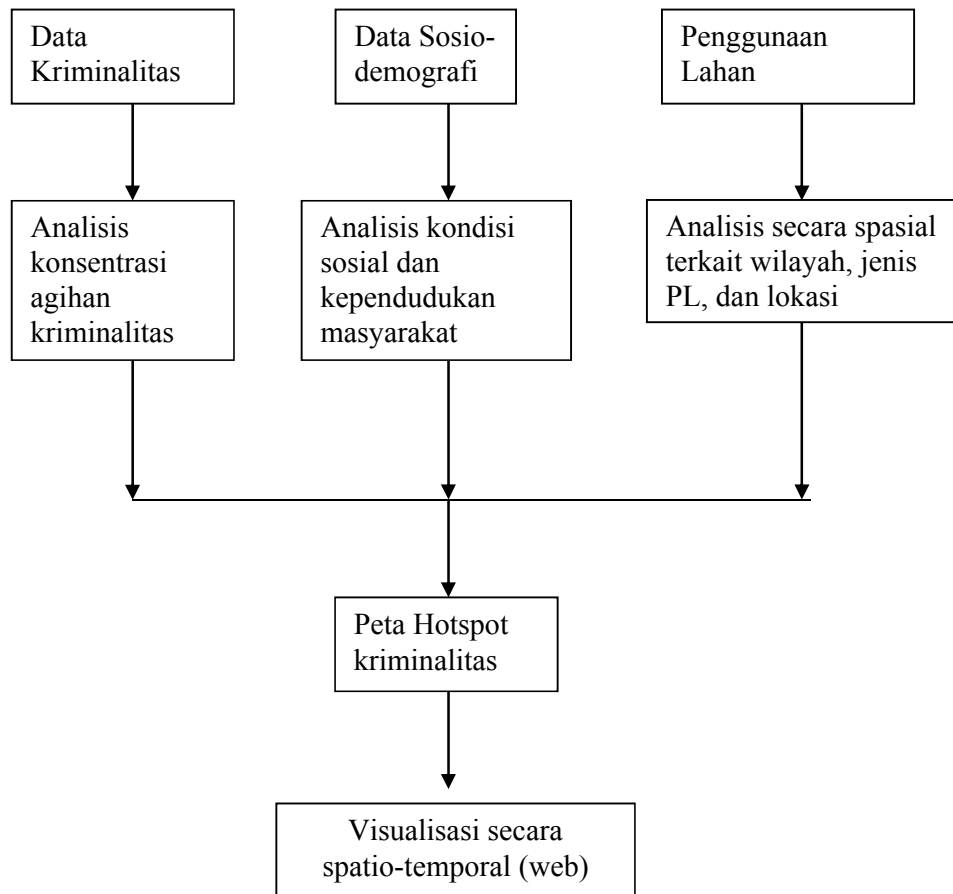 Data
Kriminalitas
Data Sosio-
demografi
Penggunaan
Lahan
Analisis
konsentrasi
agihan
kriminalitas
Analisis kondisi
sosial dan
kependudukan
masyarakat
Analisis secara spasial
terkait wilayah, jenis
PL, dan lokasi
Peta Hotspot
kriminalitas
Visualisasi secara
spatio-temporal (web)